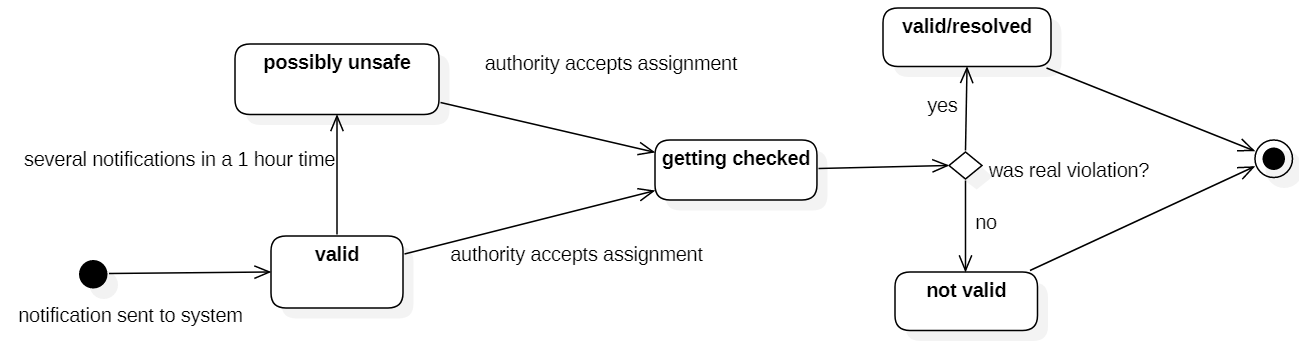 valid/resolved
possibly unsafe
authority accepts assignment
yes
several notifications in a 1 hour time
getting checked
was real violation?
no
valid
authority accepts assignment
not valid
notification sent to system